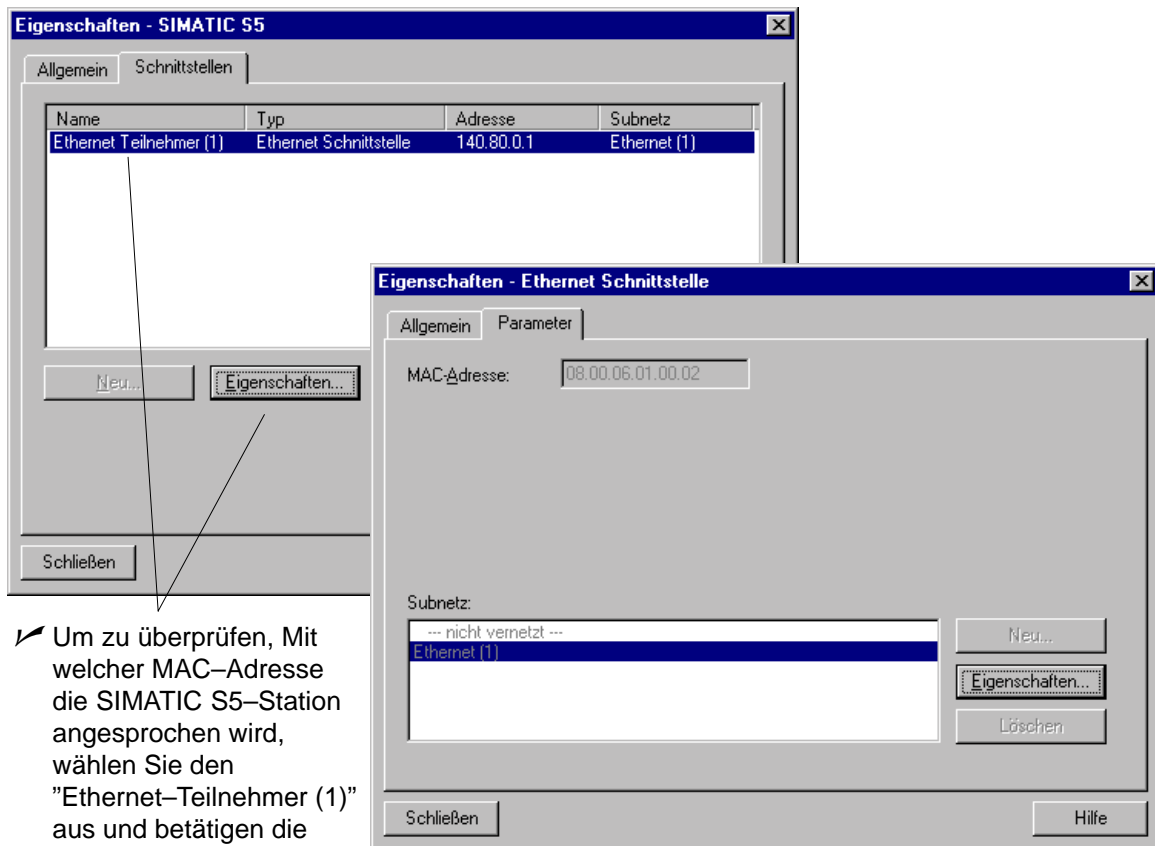 Eigenschaften - SIMATIC S5
Allgemein Schnittstellen
Name Typ Adresse Subnetz
Ethernet Teilnehmer (1) Ethernet Schnittstelle 140.80.0.1 Ethernet (1)
Neu... Eigenschaften...
Schließen
Eigenschaften - Ethernet Schnittstelle
Allgemein Parameter
MAC-Adresse: 08.00.06.01.00.02
Subnetz:
--- nicht vernetzt ---
Ethernet (1)
Neu...
Eigenschaften...
Löschen
Schließen Hilfe
Um zu überprüfen, Mit
welcher MAC–Adresse
die SIMATIC S5–Station
angesprochen wird,
wählen Sie den
”Ethernet–Teilnehmer (1)”
aus und betätigen die